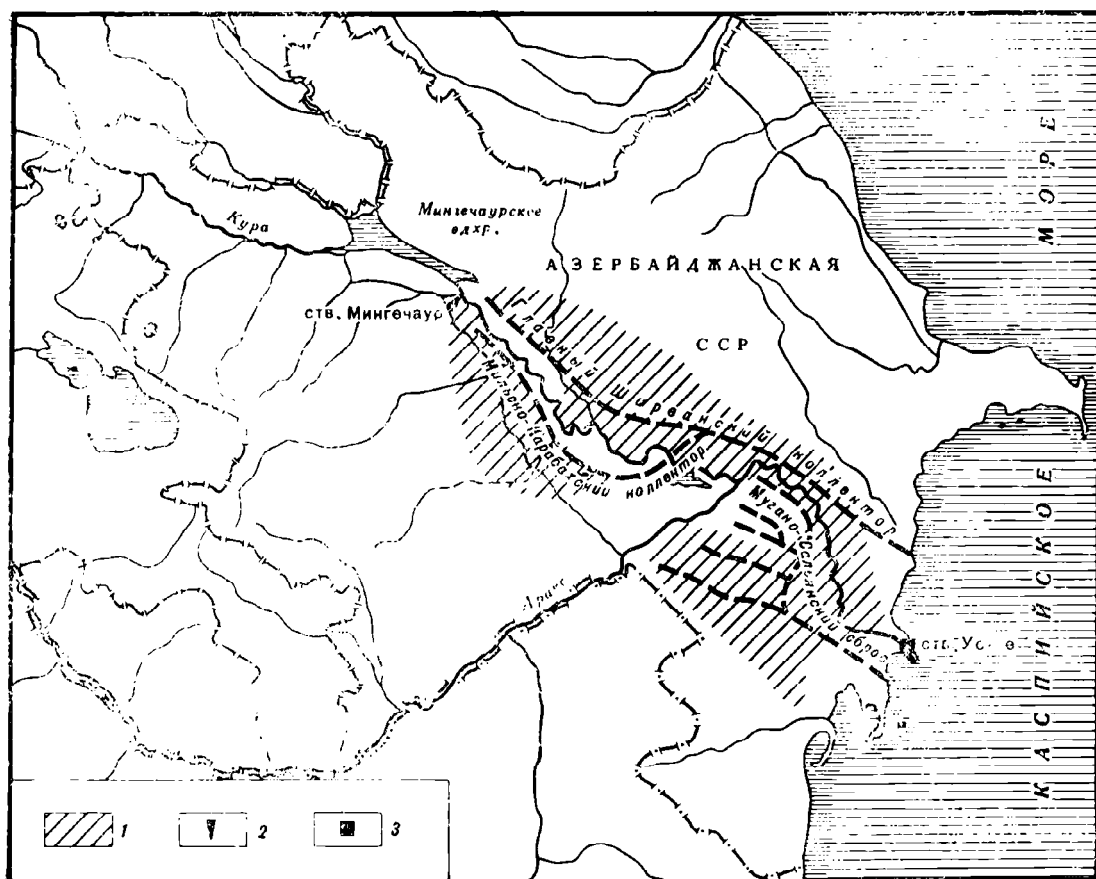 Кура
Мингечаурское
вдхр.
АЗЕРБАЙДЖАНСКАЯ
ССР
ств. Мингечаур
Главный Ширванский коллектор
Мильско-Карабахский коллектор
Мугано-Сальянский сброс
Аракс
КАСПИЙСКОЕ МОРЕ
1
2
3